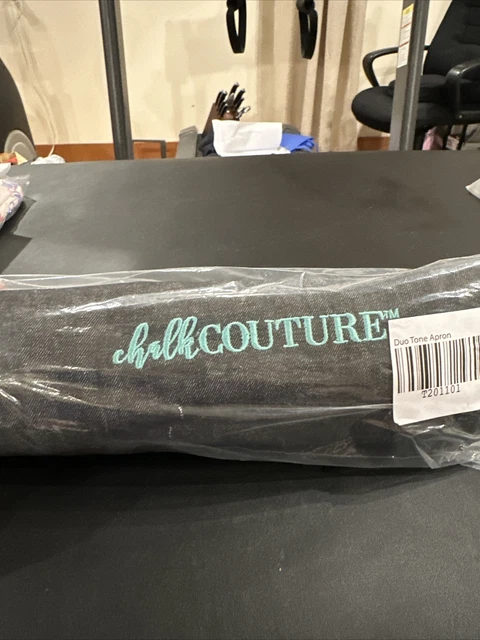 chalkCOUTURE™
Duo Tone Apron
T201101